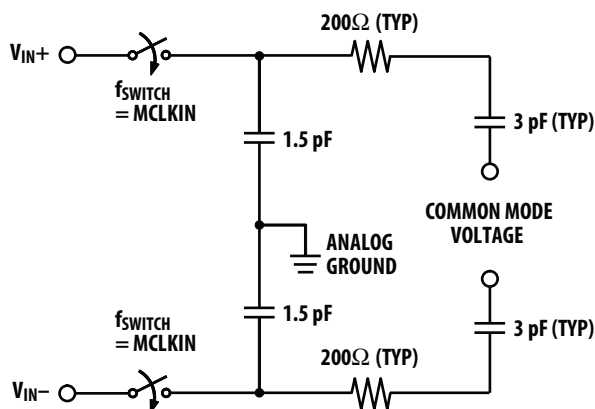 200Ω (TYP)
VIN+
fSWITCH
= MCLKIN
3 pF (TYP)
1.5 pF
COMMON MODE
VOLTAGE
ANALOG
GROUND
fSWITCH
= MCLKIN
1.5 pF
3 pF (TYP)
200Ω (TYP)
VIN−